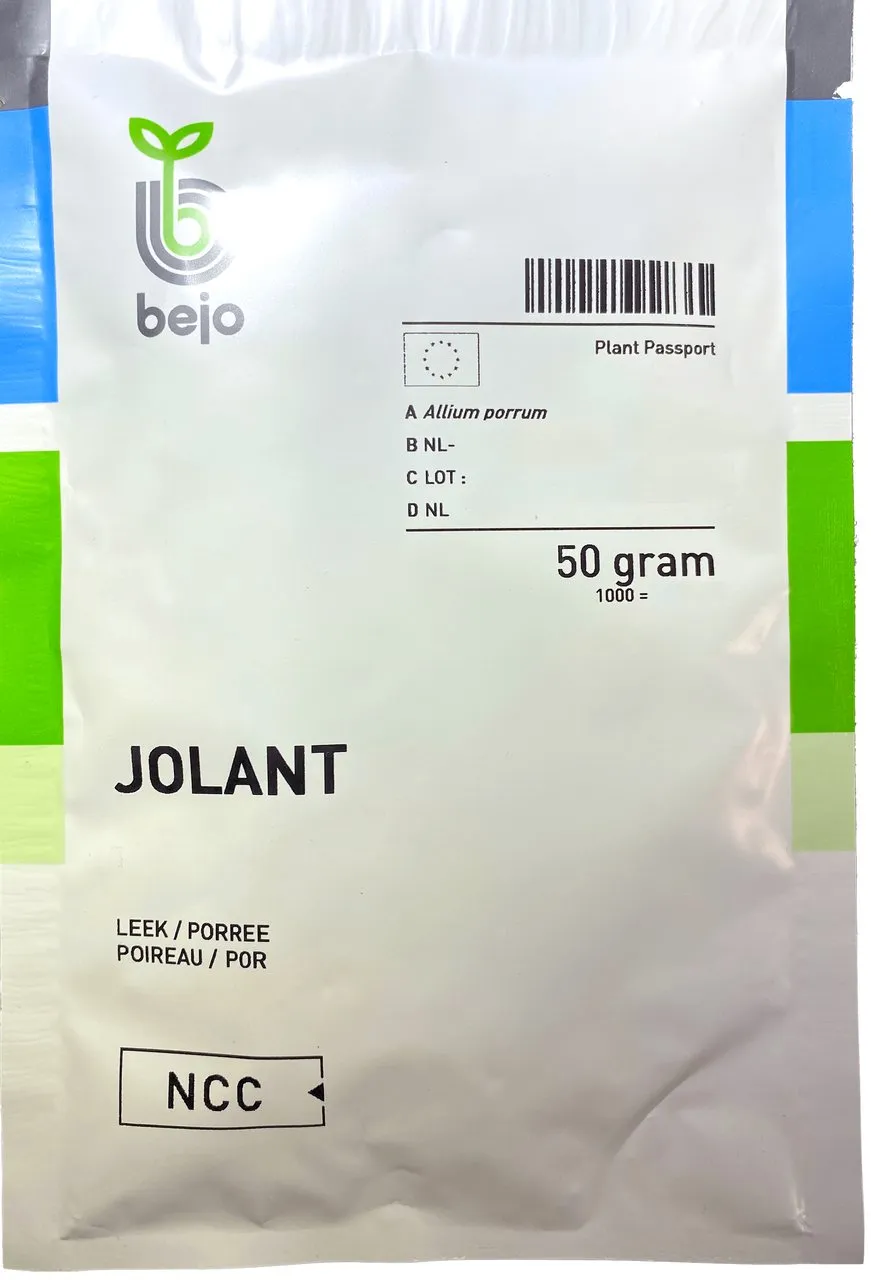 bejo
Plant Passport
A Allium porrum
B NL-
C LOT :
D NL
50 gram
1000 =
JOLANT
LEEK / PORREE
POIREAU / POR
NCC